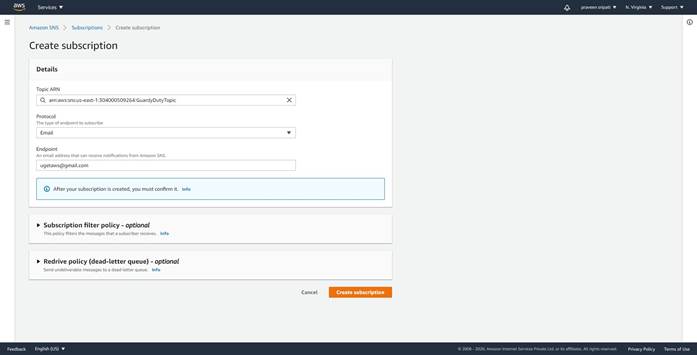 aws
Services
praveen sripati
N. Virginia
Support
Amazon SNS > Subscriptions > Create subscription
Create subscription
Details
Topic ARN
arn:aws:sns:us-east-1:304000509264:GuardyDutyTopic
Protocol
The type of endpoint to subscribe
Email
Endpoint
An email address that can receive notifications from Amazon SNS.
ugetaws@gmail.com
After your subscription is created, you must confirm it. Info
Subscription filter policy - optional
This policy filters the messages that a subscriber receives. Info
Redrive policy (dead-letter queue) - optional
Send undeliverable messages to a dead-letter queue. Info
Cancel
Create subscription
Feedback
English (US)
© 2008 - 2020, Amazon Internet Services Private Ltd. or its affiliates. All rights reserved.
Privacy Policy
Terms of Use